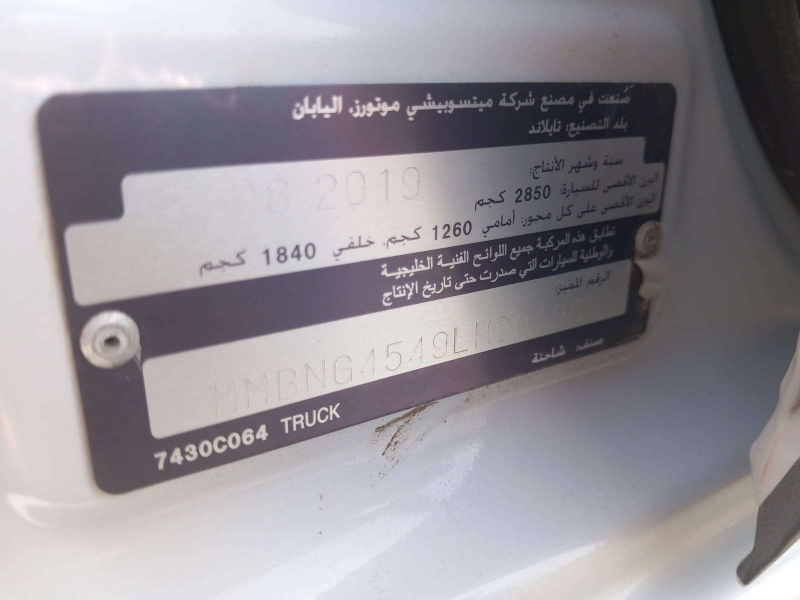 صُنعت في مصنع شركة ميتسوبيشي موتورز. اليابان
بلد التصنيع: تايلاند
سنة وشهر الأنتاج:
08 2019
الوزن الأقصى للسيارة: 2850 كجم
الوزن الأقصى على كل محور: أمامي 1260 كجم. خلفي 1840 كجم
تطابق هذه المركبة جميع اللوائح الفنية الخليجية
والوطنية للسيارات التي صدرت حتى تاريخ الإنتاج
الرقم المميز:
صنف: شاحنة
7430C064 TRUCK